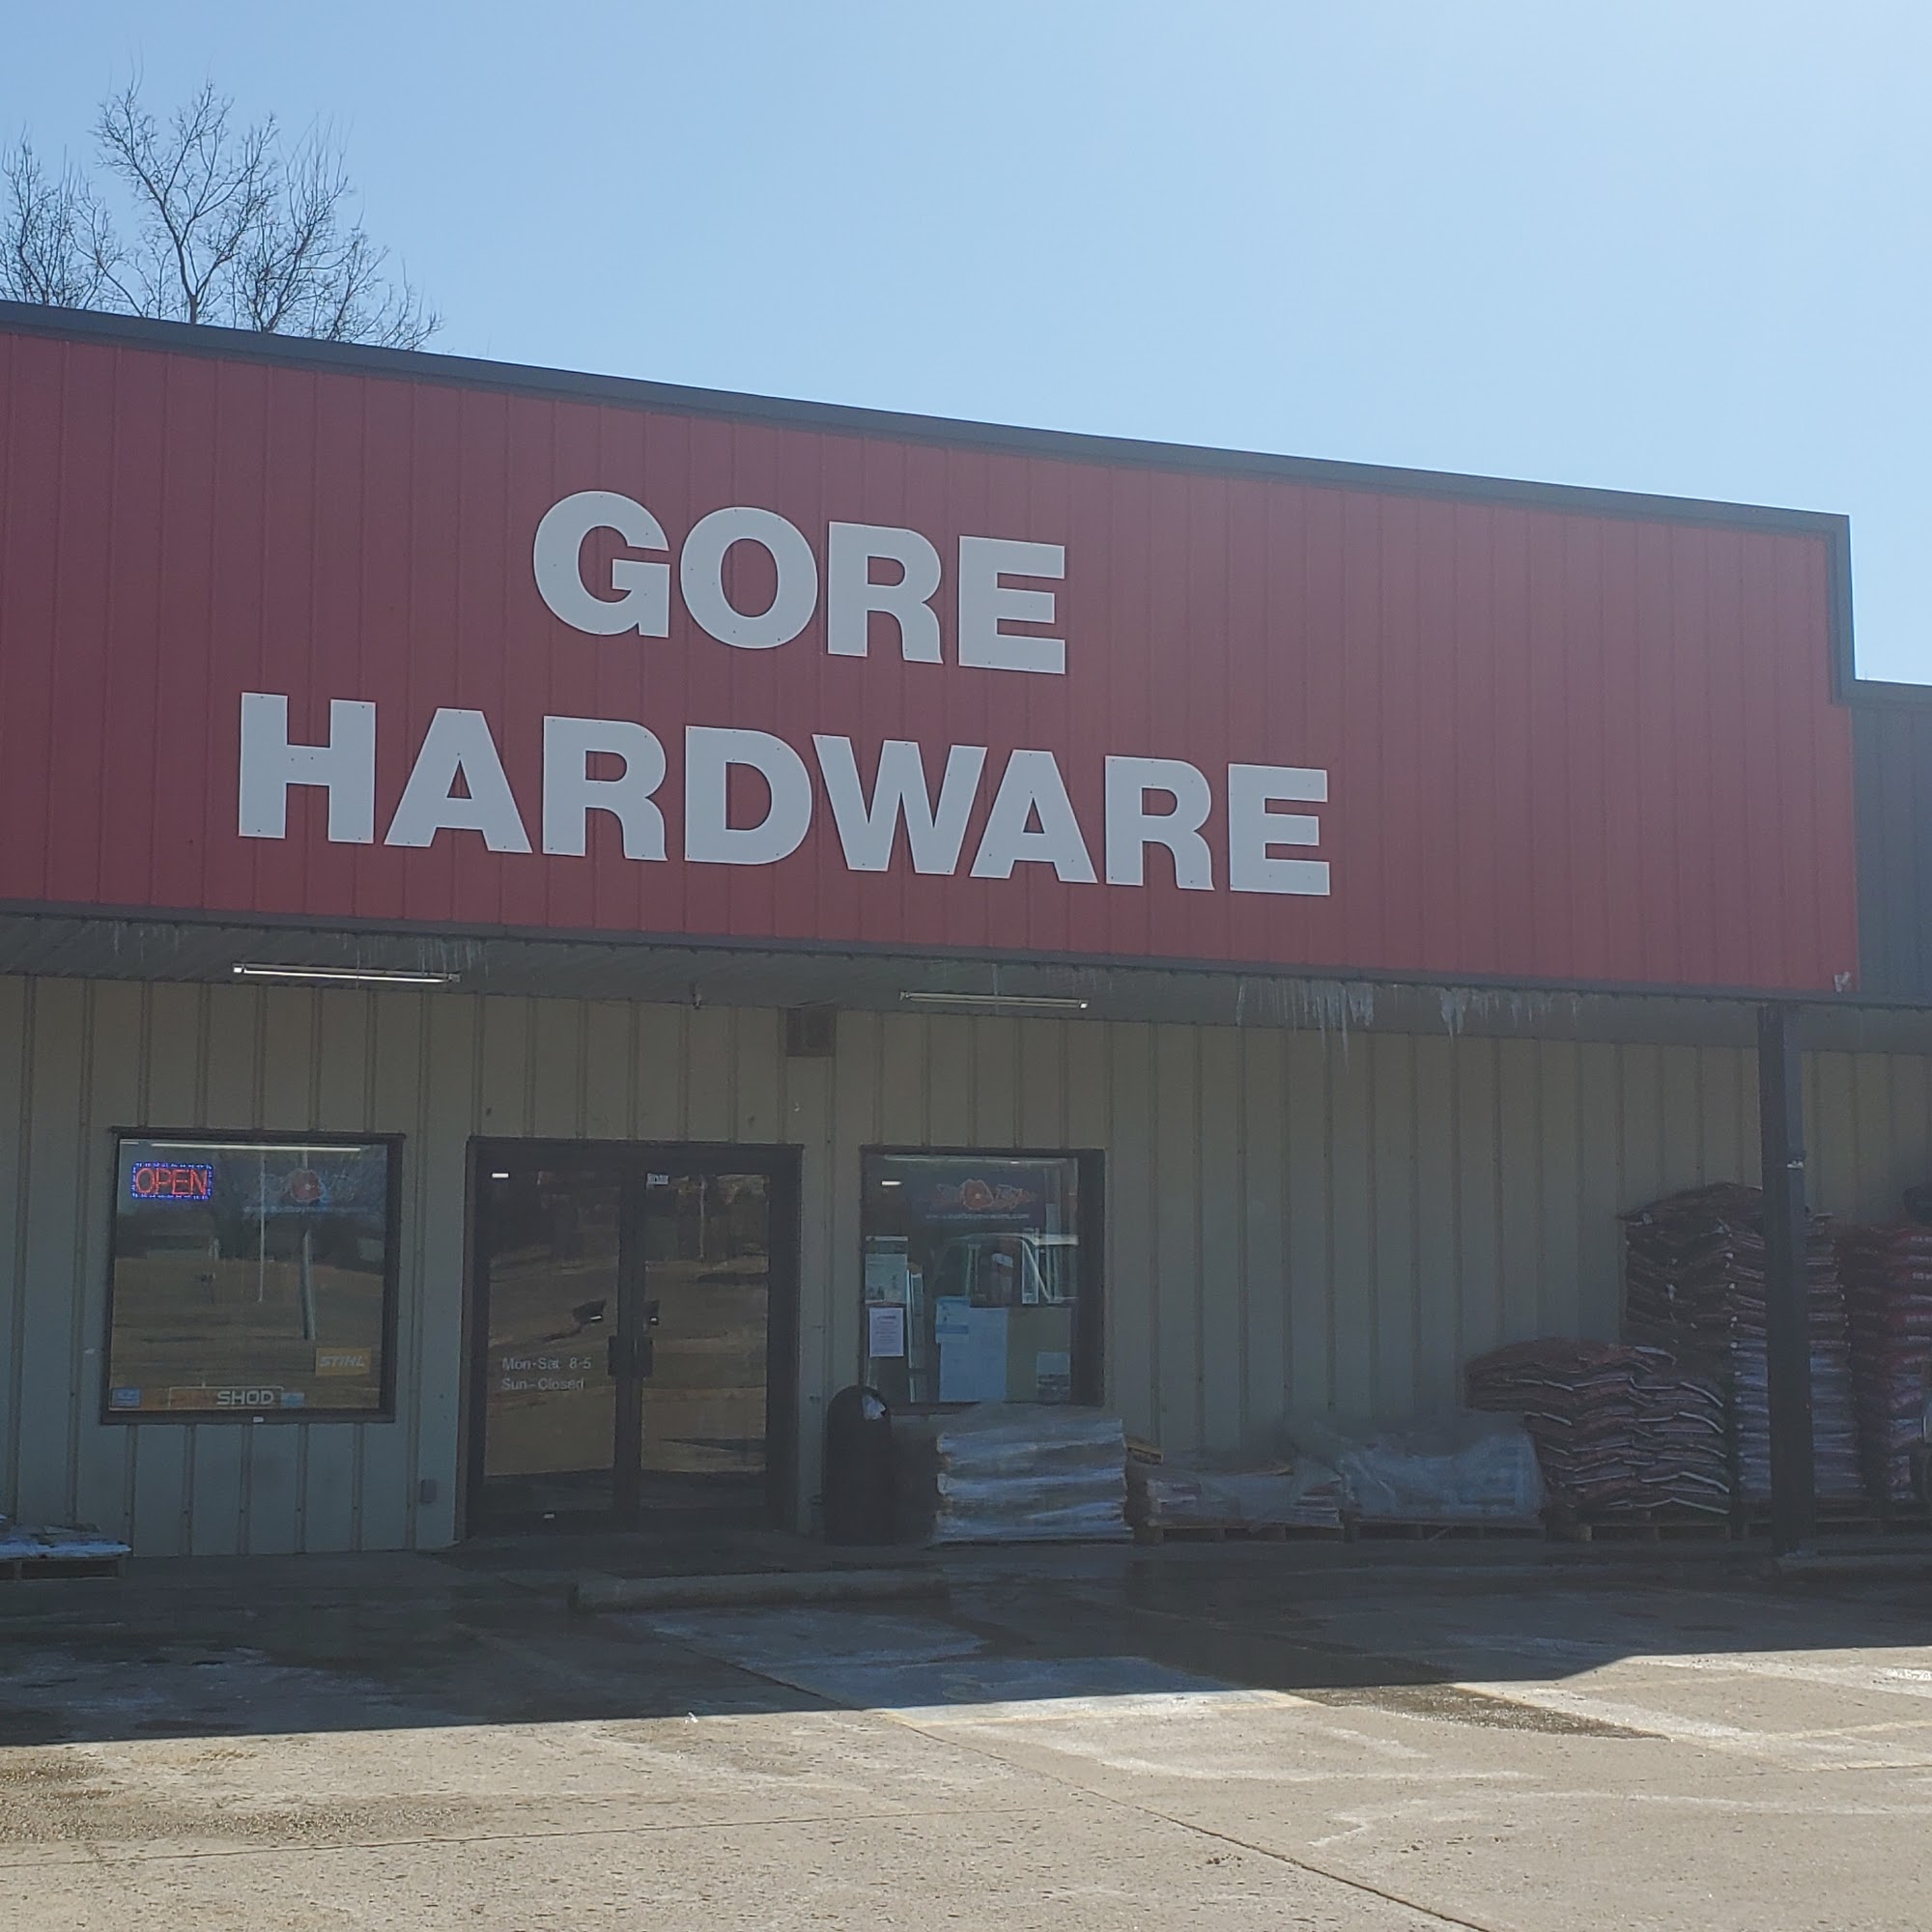 GORE
HARDWARE
OPEN
STIHL
SHOD
Mon-Sat 8-5
Sun-Closed